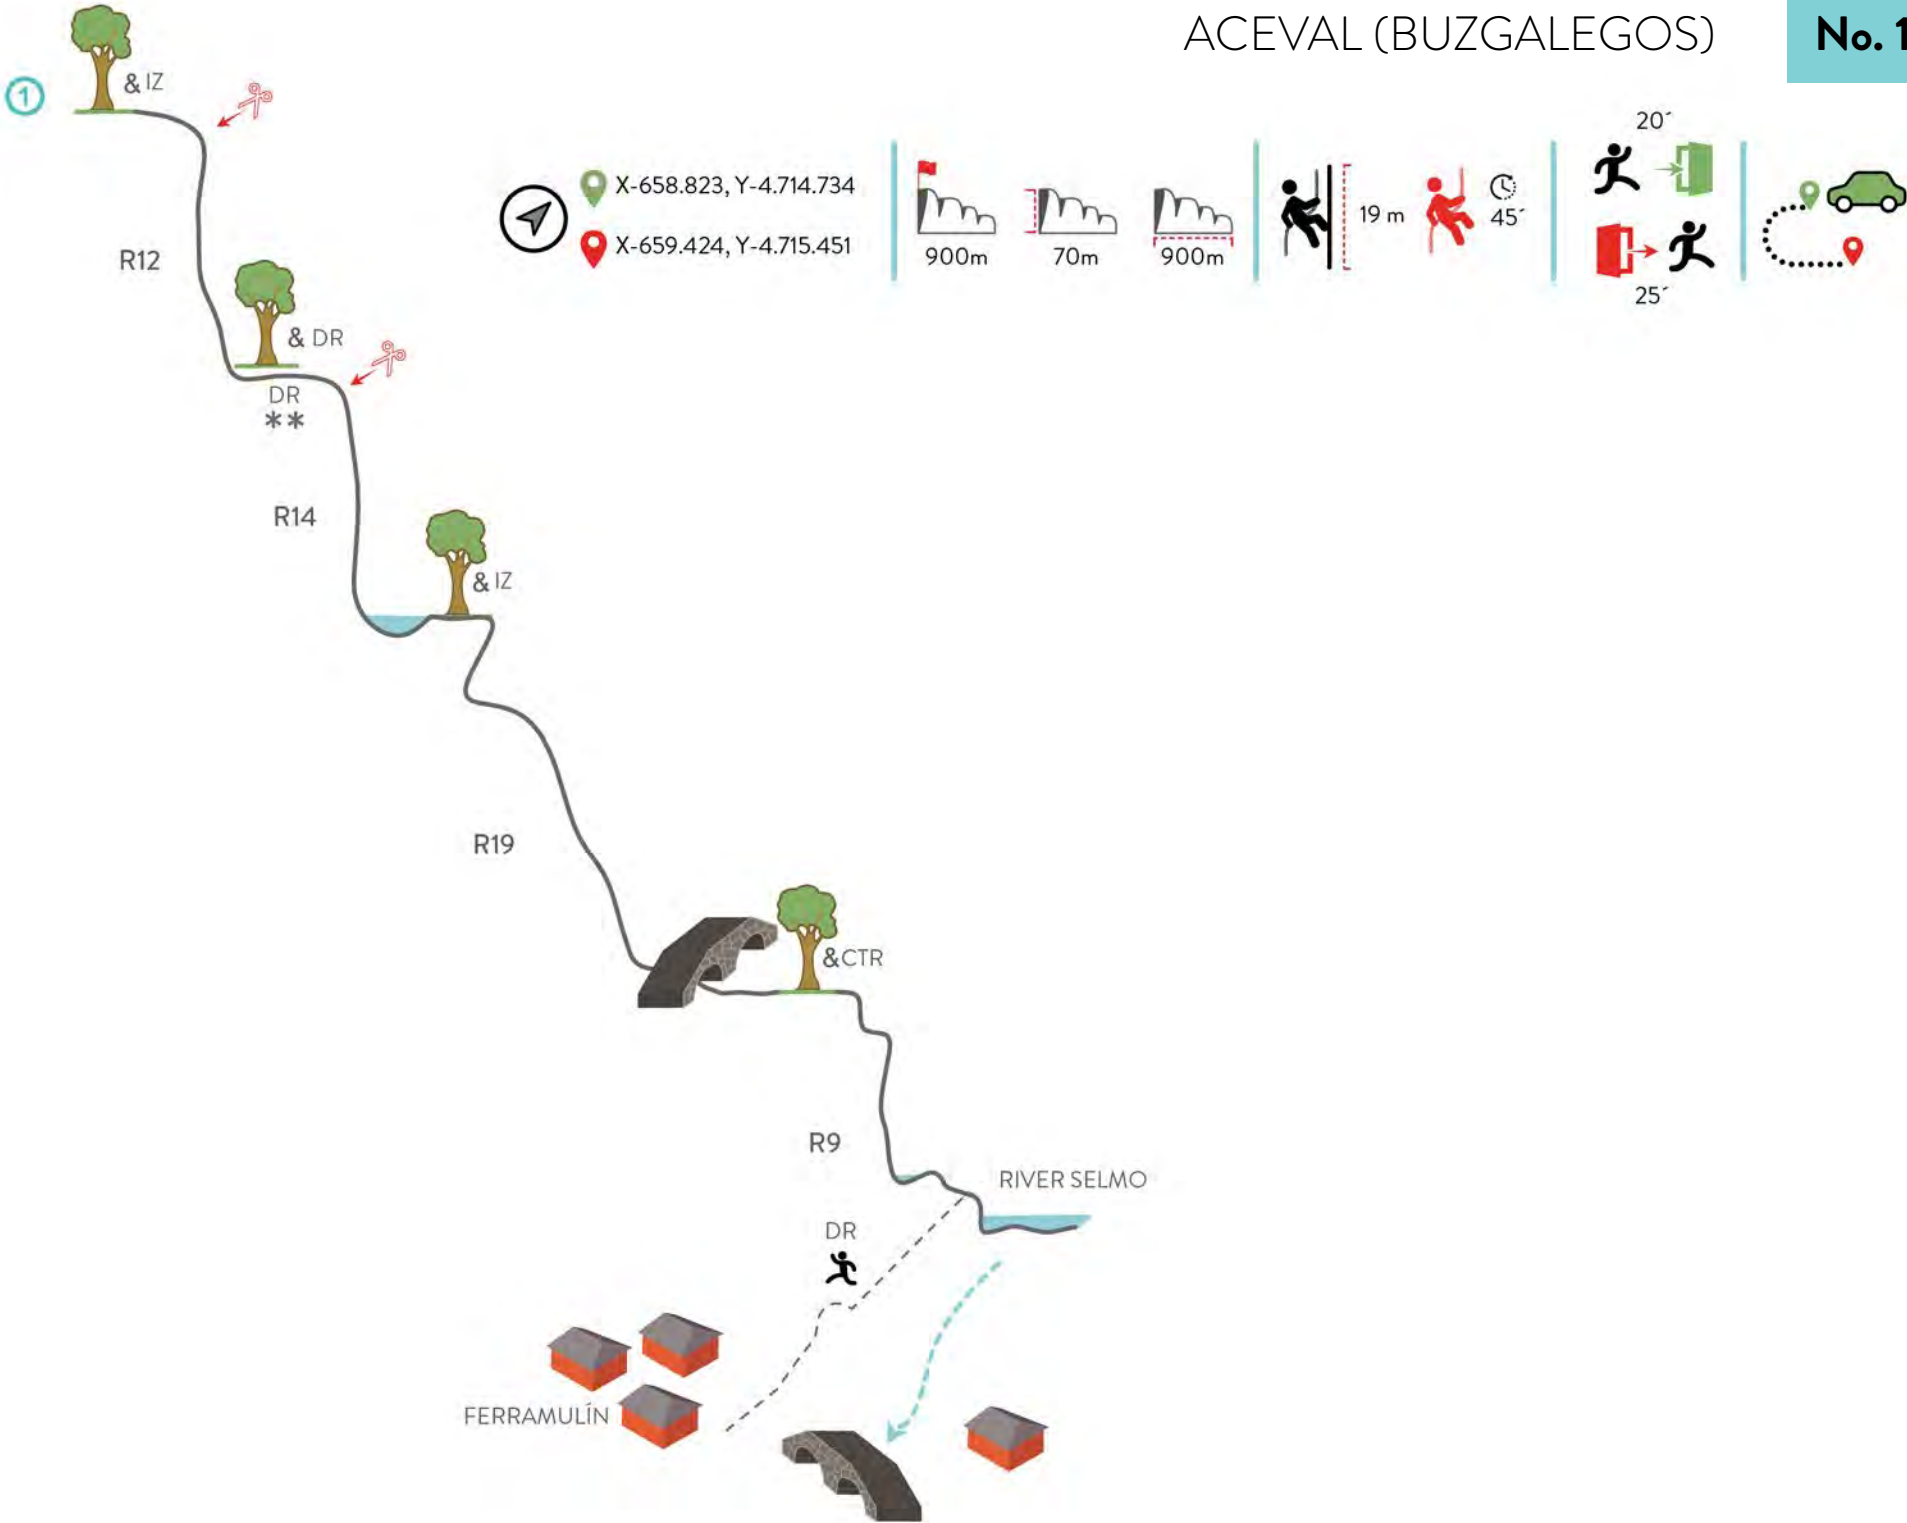 ACEVAL (BUZGALEGOS)
No. 1
1
& IZ
X-658.823, Y-4.714.734
X-659.424, Y-4.715.451
900m
70m
900m
19 m
45´
20´
25´
R12
& DR
DR
**
R14
& IZ
R19
&CTR
R9
RIVER SELMO
DR
FERRAMULÍN